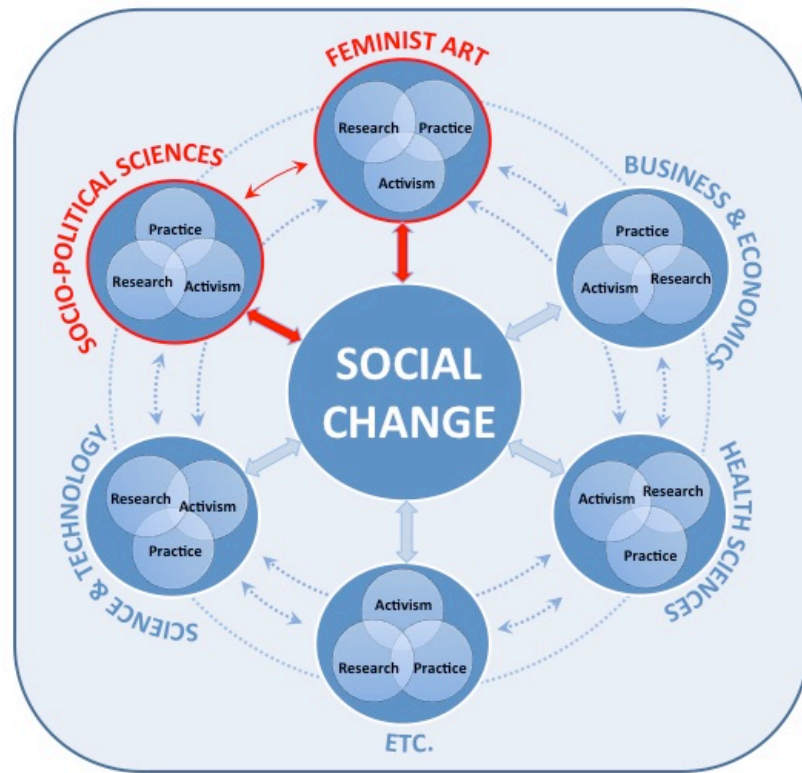 FEMINIST ART
Research
Practice
Activism
SOCIO-POLITICAL SCIENCES
Practice
Research
Activism
BUSINESS & ECONOMICS
Practice
Activism
Research
SOCIAL
CHANGE
SCIENCE & TECHNOLOGY
Research
Activism
Practice
HEALTH SCIENCES
Activism
Research
Practice
Activism
Research
Practice
ETC.